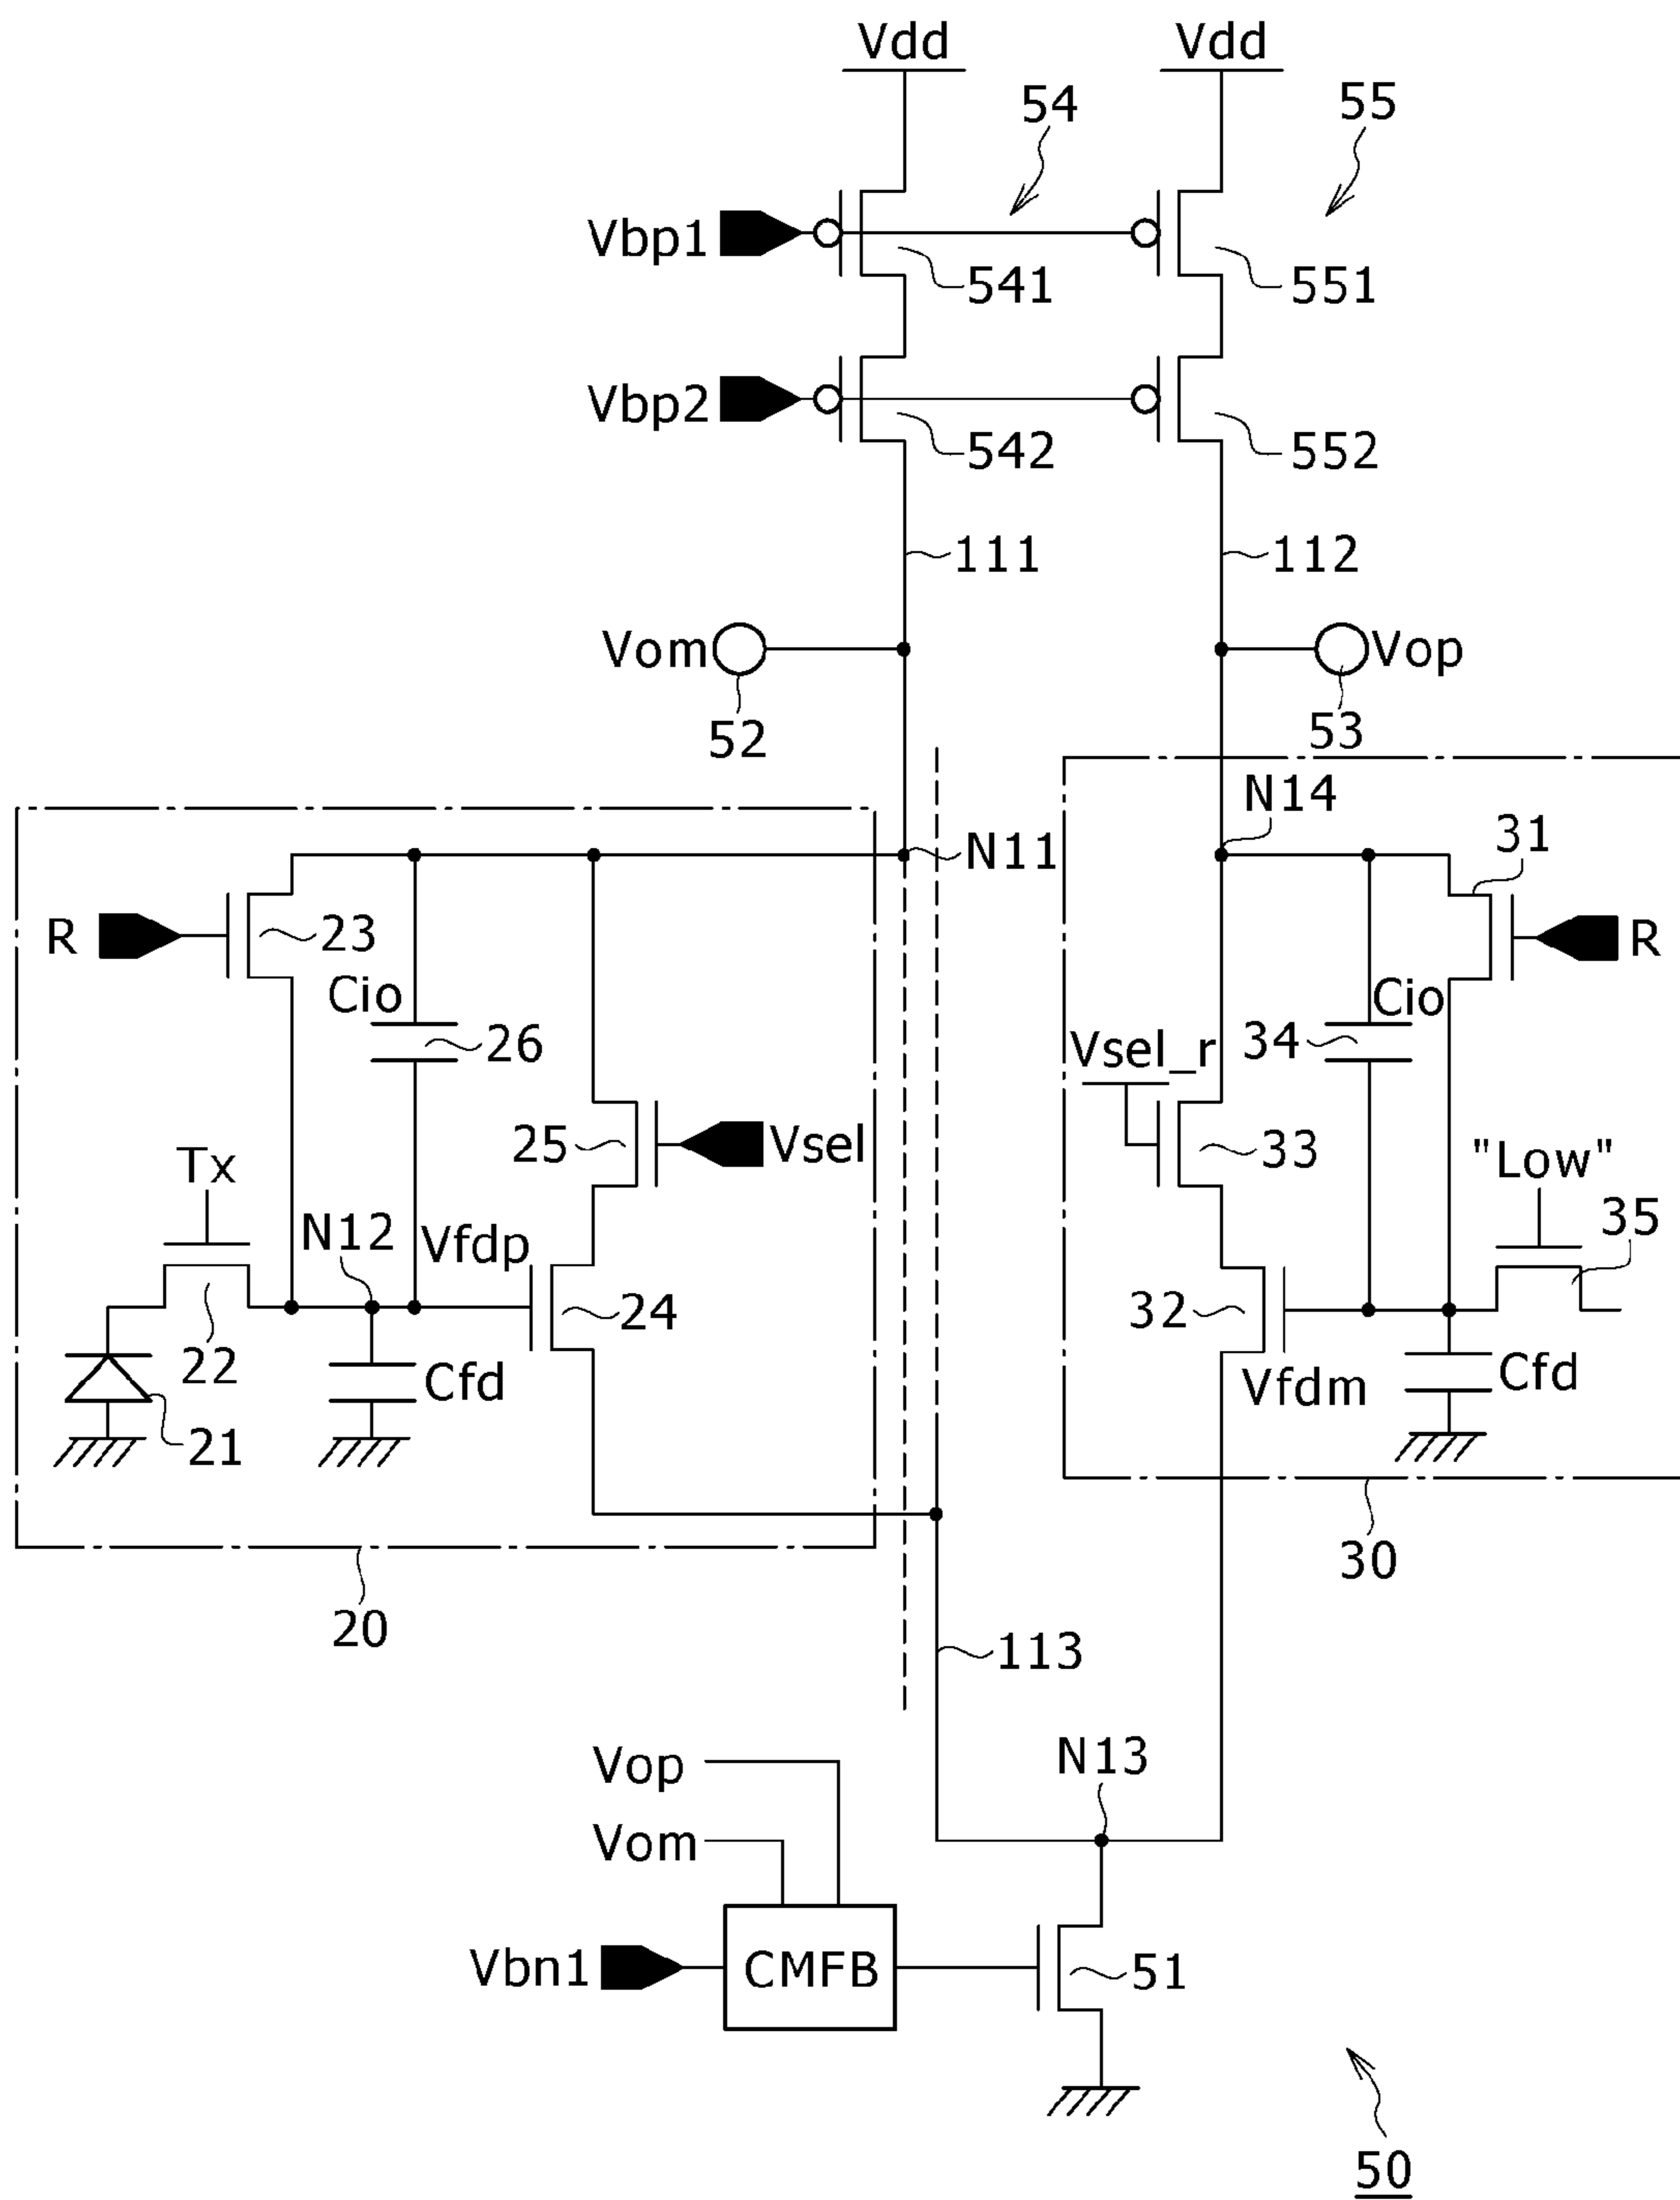 Vdd
Vdd
54
55
Vbp1
541
551
Vbp2
542
552
111
112
Vom
Vop
52
53
N14
31
N11
R
23
R
Cio
26
Cio
34
Vsel_r
25
Vsel
33
Tx
"Low"
35
N12
Vfdp
24
32
22
Cfd
Vfdm
Cfd
21
20
30
113
Vop
N13
Vom
Vbn1
CMFB
51
50